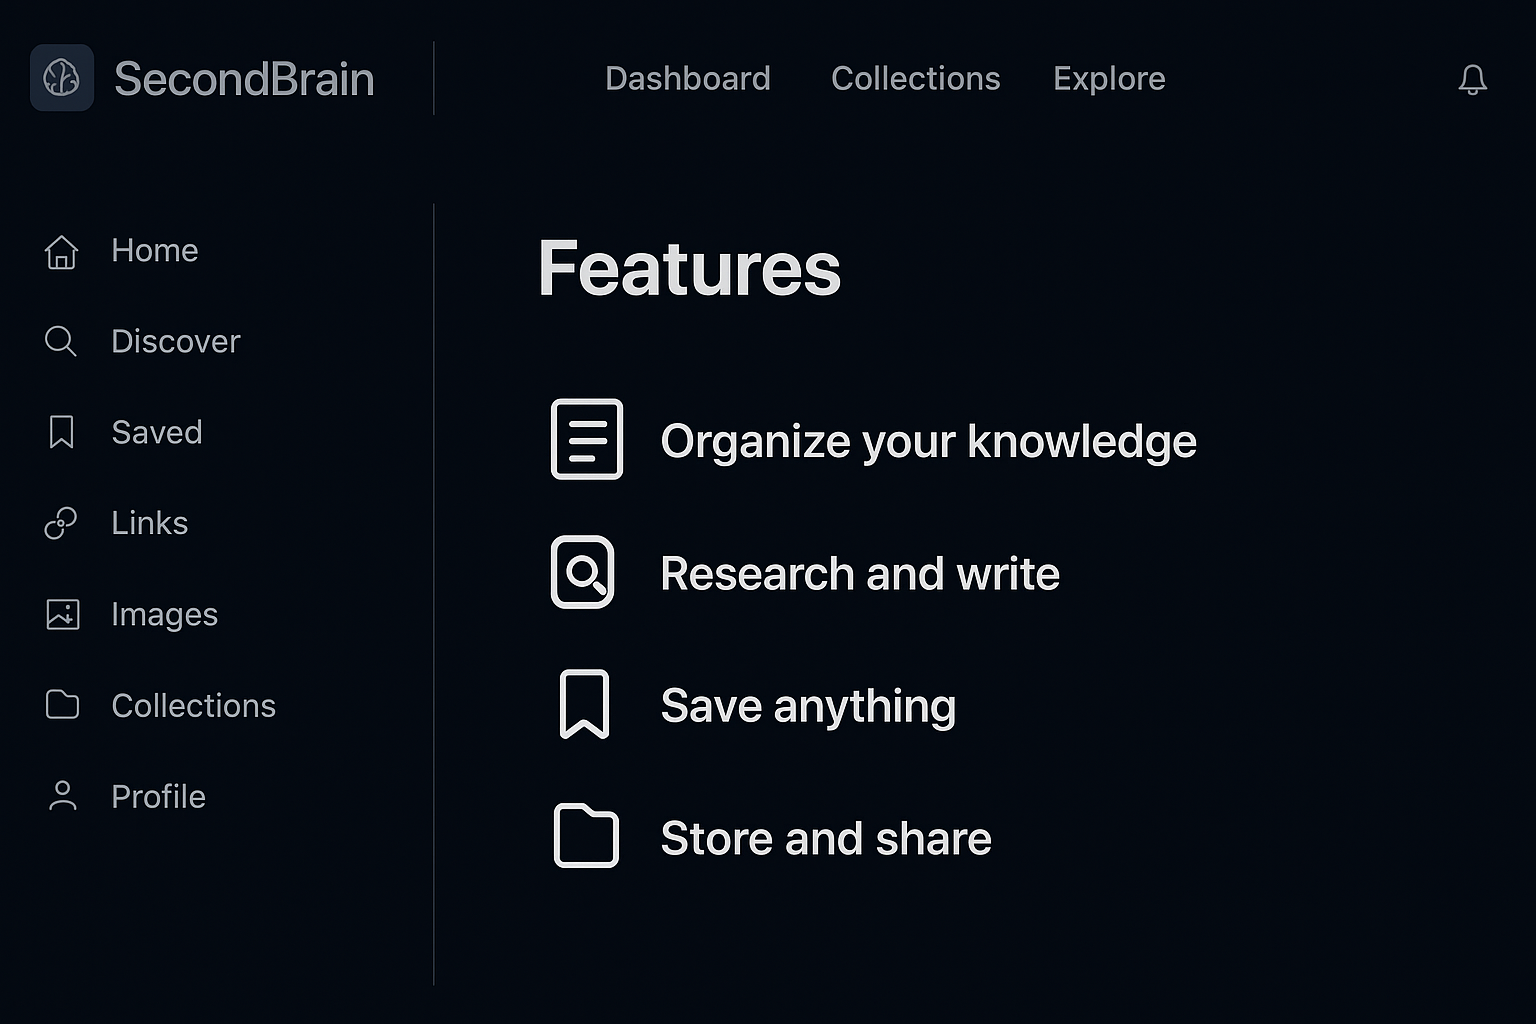 SecondBrain
Dashboard
Collections
Explore
Home
Discover
Saved
Links
Images
Collections
Profile
Features
Organize your knowledge
Research and write
Save anything
Store and share